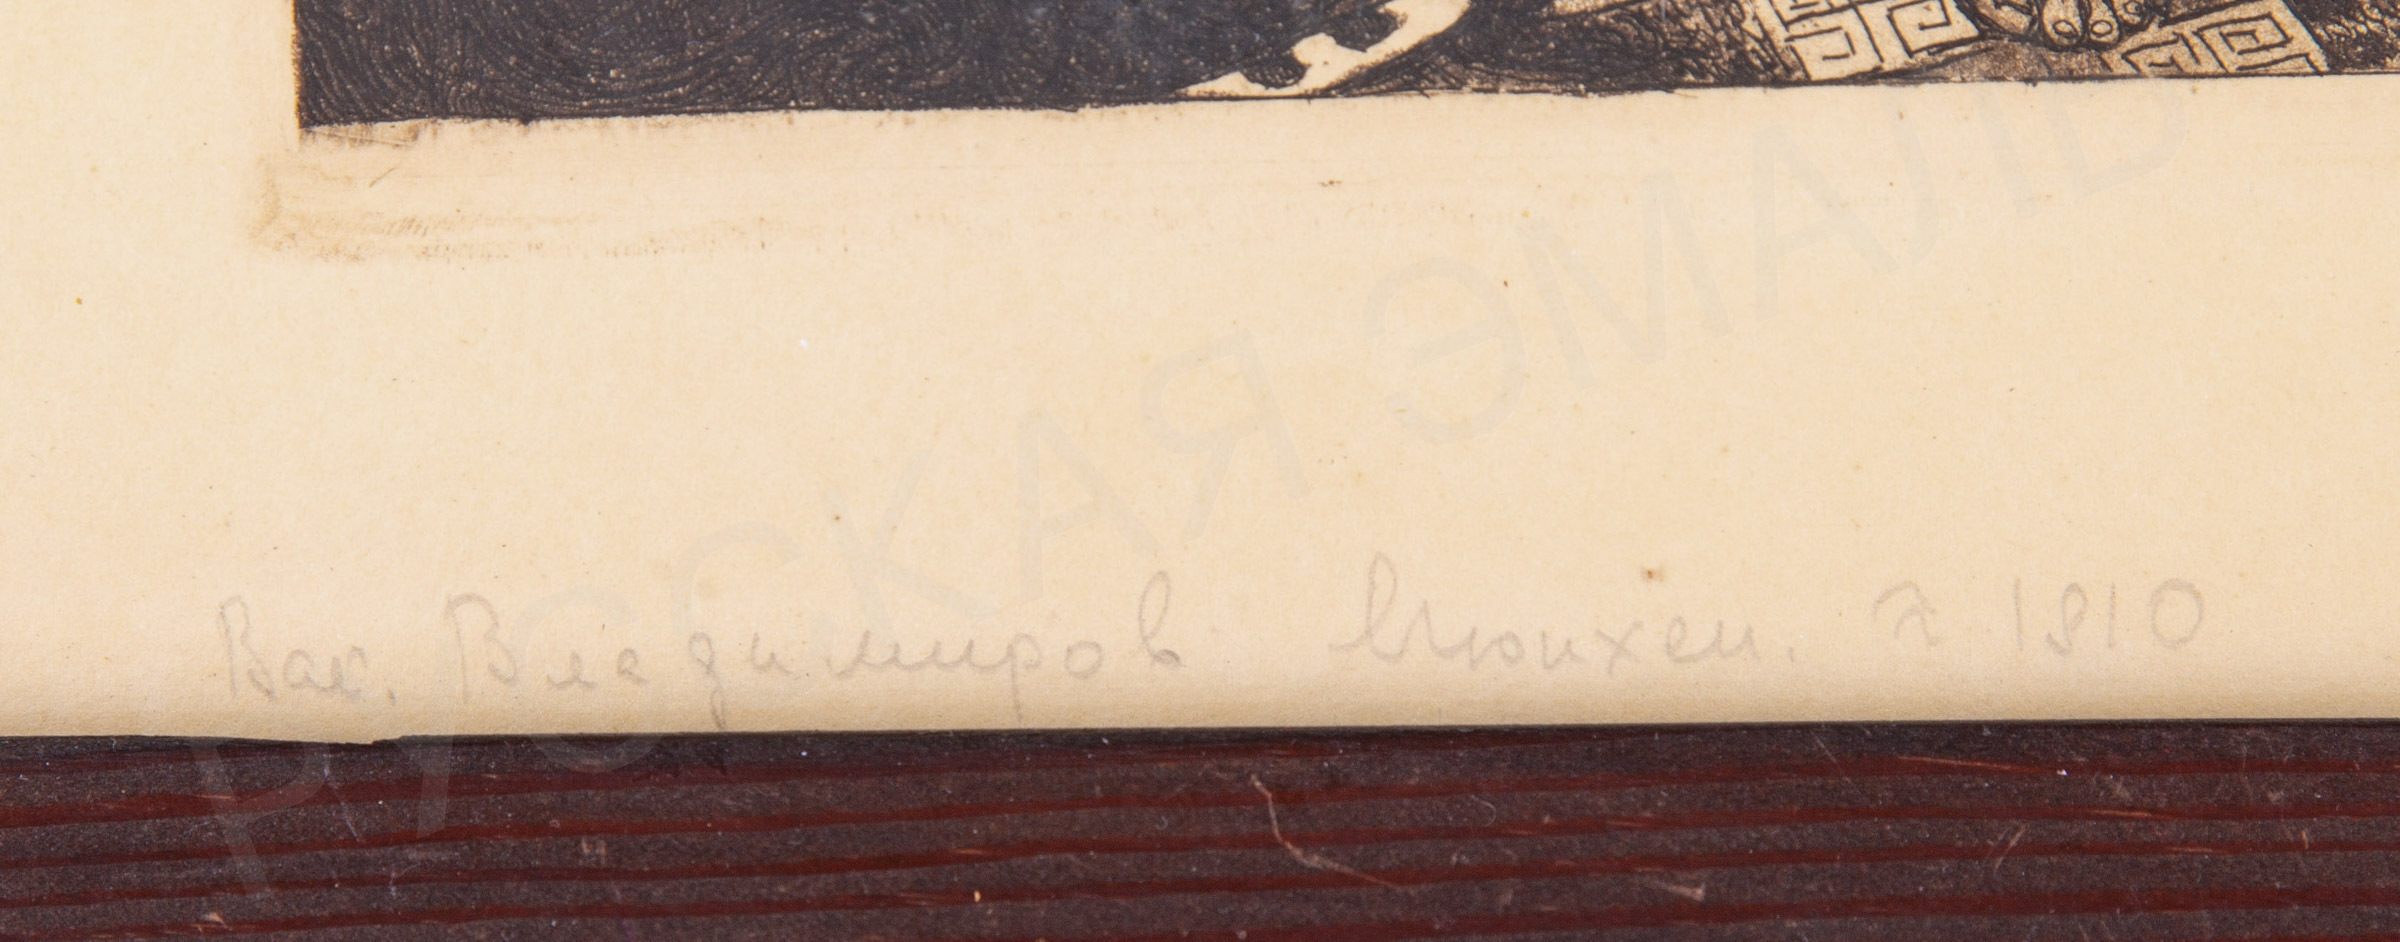 Вас. Владимиров Мюнхен. 1910
РУССКАЯ ЭМАЛЬ